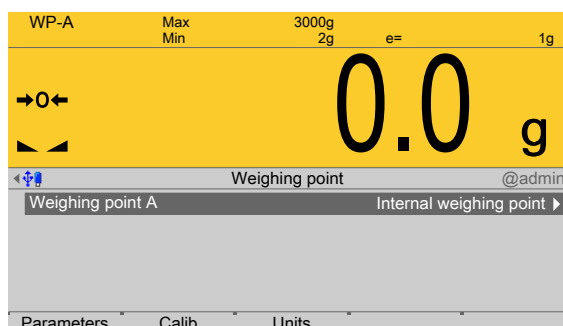 WP-A Max 3000g
Min 2g e= 1g
→0← 0.0 g
Weighing point @admin
Weighing point A Internal weighing point
Parameters Calib. Units